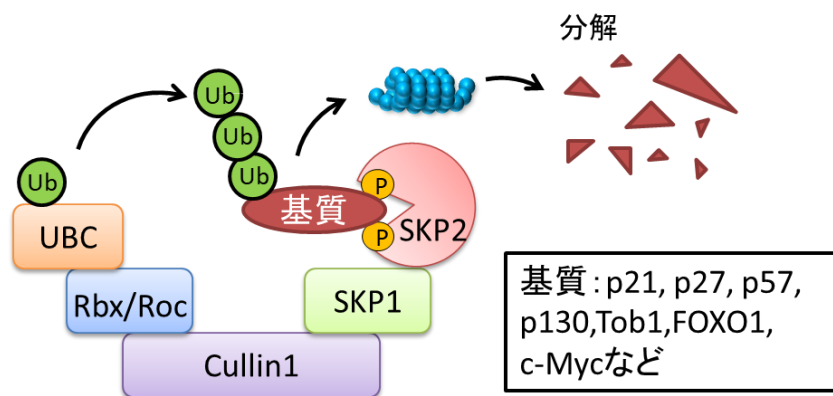 分解
Ub
Ub
Ub
Ub
UBC
基質
P
P
SKP2
Rbx/Roc
SKP1
Cullin1
基質：p21, p27, p57,
p130,Tob1,FOXO1,
c-Mycなど